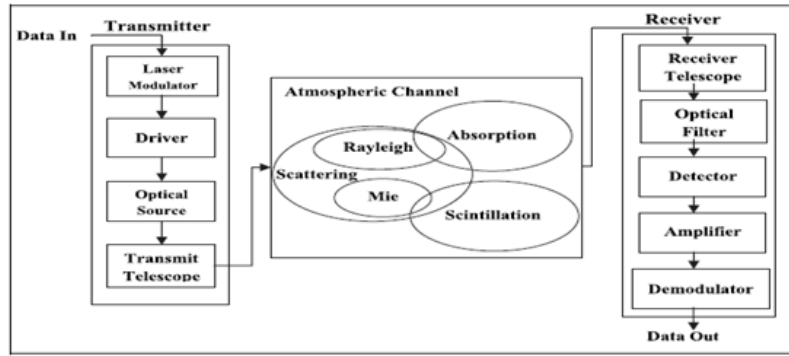 Transmitter
Data In
Laser
Modulator
Driver
Optical
Source
Transmit
Telescope
Atmospheric Channel
Absorption
Rayleigh
Scattering
Mie
Scintillation
Receiver
Receiver
Telescope
Optical
Filter
Detector
Amplifier
Demodulator
Data Out